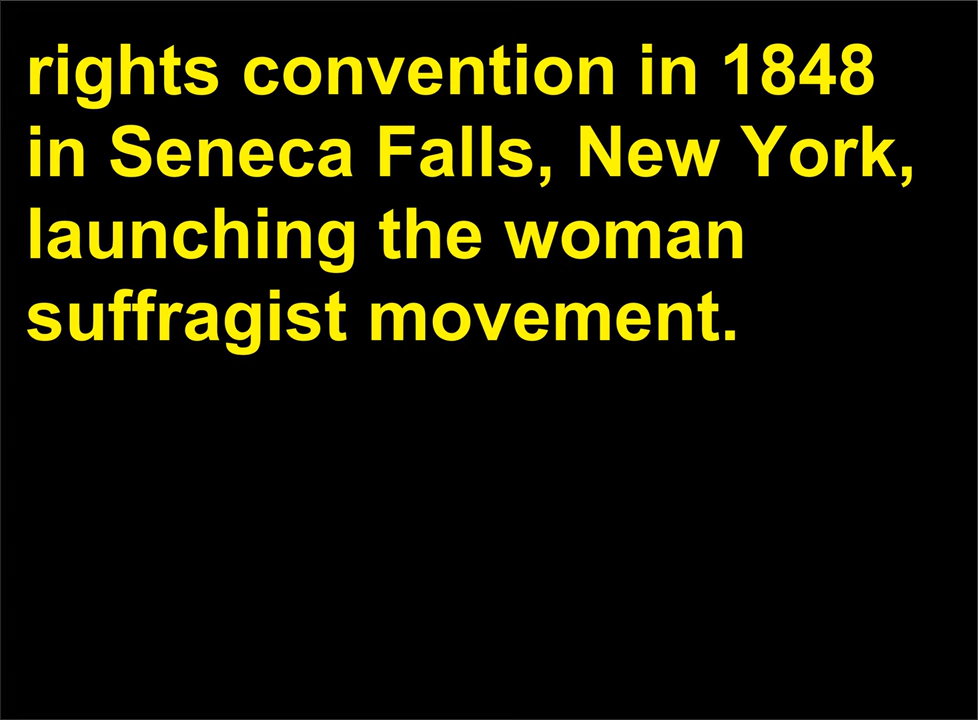 rights convention in 1848
in Seneca Falls, New York,
launching the woman
suffragist movement.